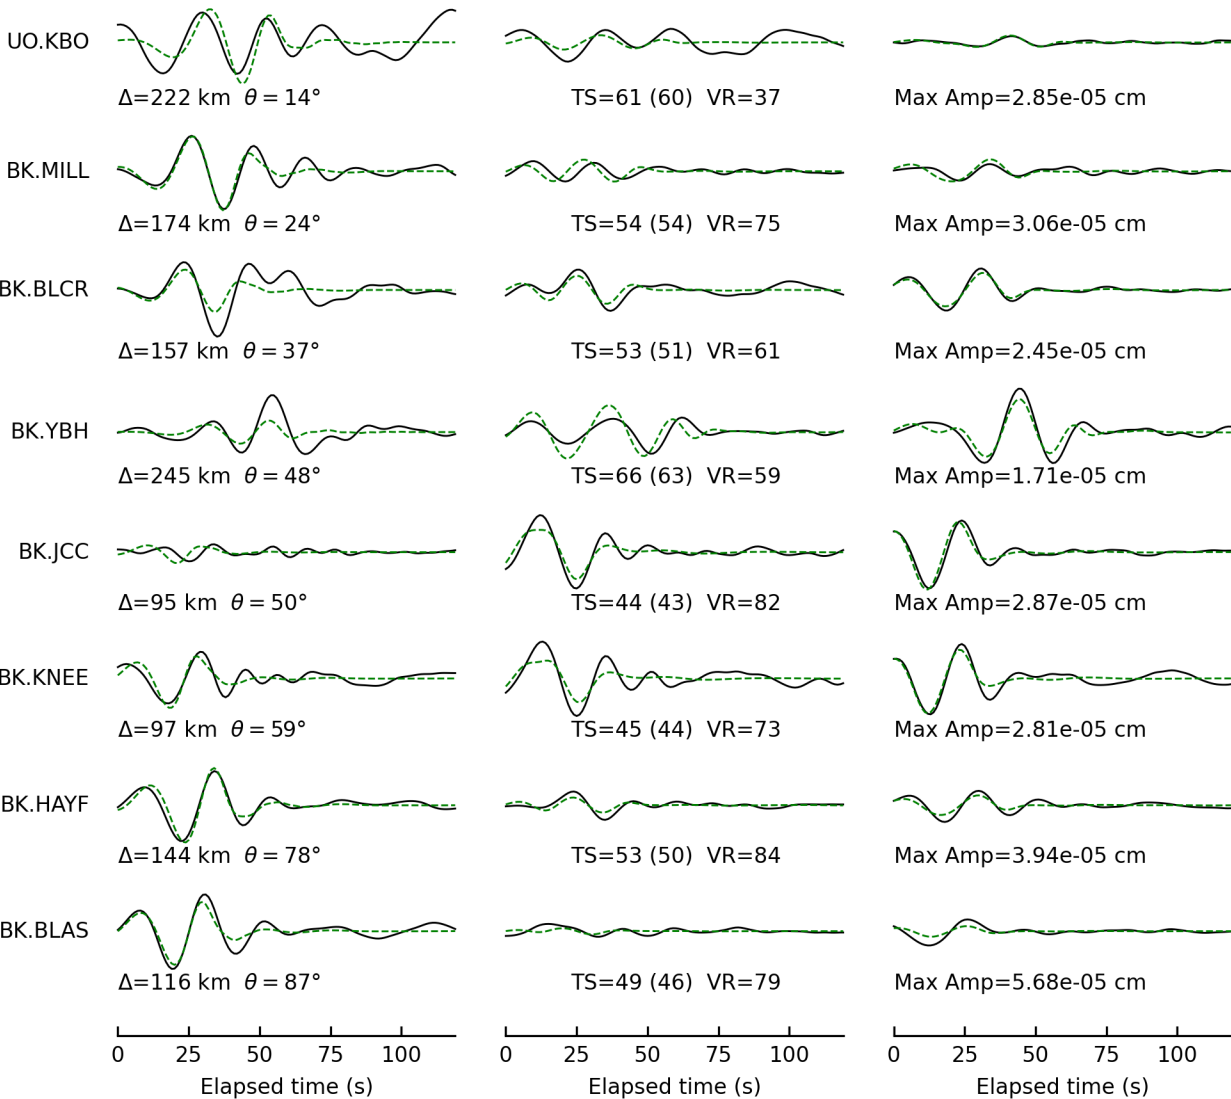 UO.KBO
Δ=222 km θ = 14° TS=61 (60) VR=37 Max Amp=2.85e-05 cm
BK.MILL
Δ=174 km θ = 24° TS=54 (54) VR=75 Max Amp=3.06e-05 cm
BK.BLCR
Δ=157 km θ = 37° TS=53 (51) VR=61 Max Amp=2.45e-05 cm
BK.YBH
Δ=245 km θ = 48° TS=66 (63) VR=59 Max Amp=1.71e-05 cm
BK.JCC
Δ=95 km θ = 50° TS=44 (43) VR=82 Max Amp=2.87e-05 cm
BK.KNEE
Δ=97 km θ = 59° TS=45 (44) VR=73 Max Amp=2.81e-05 cm
BK.HAYF
Δ=144 km θ = 78° TS=53 (50) VR=84 Max Amp=3.94e-05 cm
BK.BLAS
Δ=116 km θ = 87° TS=49 (46) VR=79 Max Amp=5.68e-05 cm
0 25 50 75 100 0 25 50 75 100 0 25 50 75 100
Elapsed time (s) Elapsed time (s) Elapsed time (s)